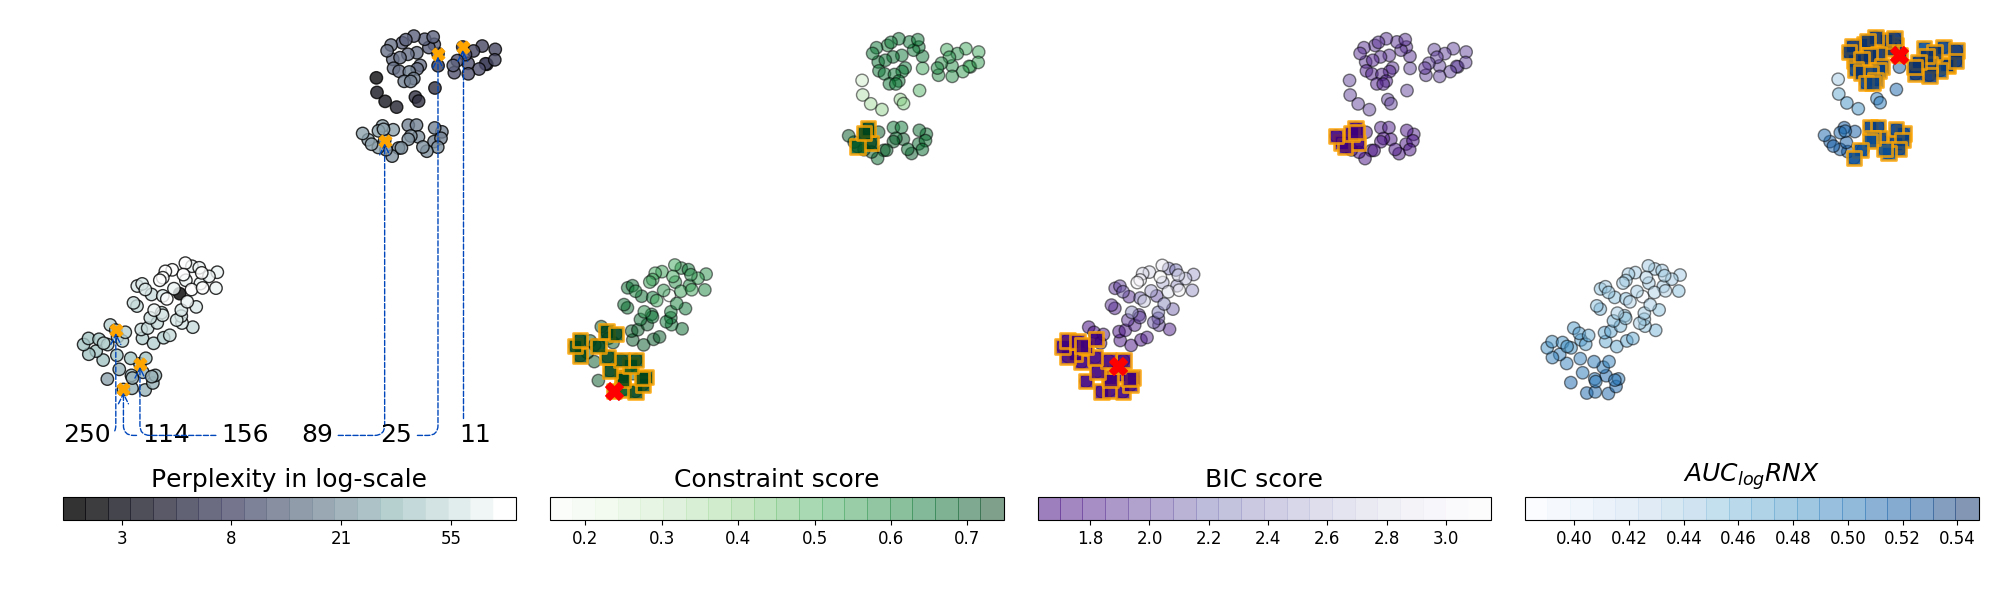 250 114 156 89 25 11
Perplexity in log-scale
3 8 21 55
Constraint score
0.2 0.3 0.4 0.5 0.6 0.7
BIC score
1.8 2.0 2.2 2.4 2.6 2.8 3.0
AUC_{log}RNX
0.40 0.42 0.44 0.46 0.48 0.50 0.52 0.54